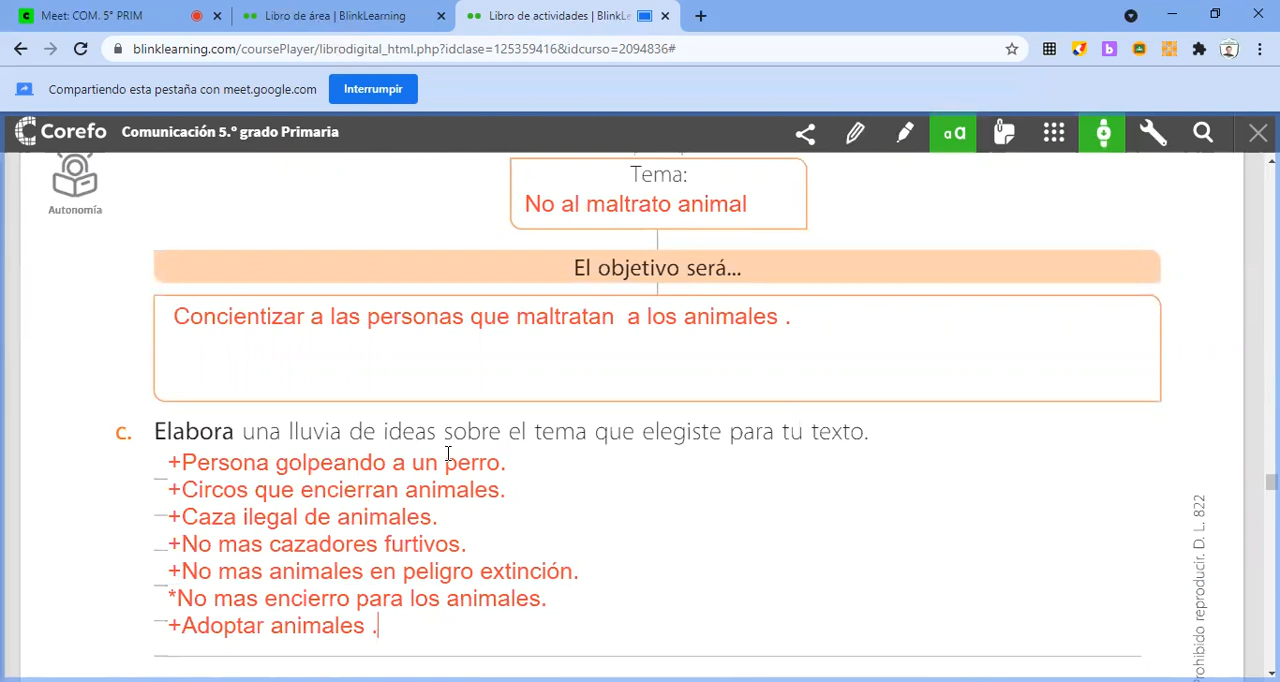 Meet: COM. 5° PRIM
Libro de área | BlinkLearning
Libro de actividades | BlinkLe
blinklearning.com/coursePlayer/librodigital_html.php?idclase=125359416&idcurso=2094836#
Compartiendo esta pestaña con meet.google.com
Interrumpir
Corefo
Comunicación 5.º grado Primaria
aa
Autonomía
Tema:
No al maltrato animal
El objetivo será...
Concientizar a las personas que maltratan  a los animales .
c. Elabora una lluvia de ideas sobre el tema que elegiste para tu texto.
+Persona golpeando a un perro.
+Circos que encierran animales.
+Caza ilegal de animales.
+No mas cazadores furtivos.
+No mas animales en peligro extinción.
*No mas encierro para los animales.
+Adoptar animales .
rohibido reproducir. D. L. 822